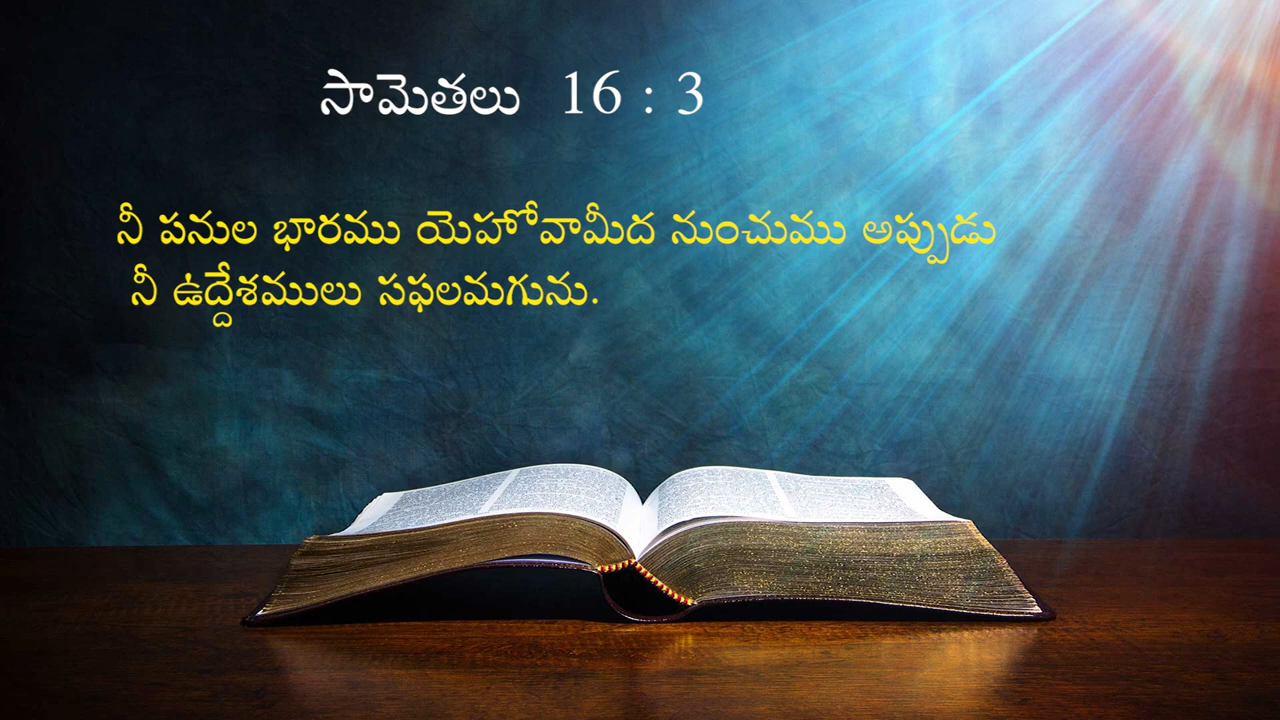 సామెతలు 16 : 3
నీ పనుల భారము యెహోవామీద నుంచుము అప్పుడు
నీ ఉద్దేశములు సఫలమగును.